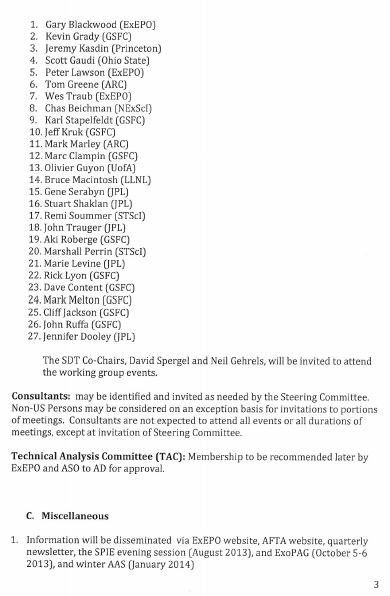 1. Gary Blackwood (ExEPO)
2. Kevin Grady (GSFC)
3. Jeremy Kasdin (Princeton)
4. Scott Gaudi (Ohio State)
5. Peter Lawson (ExEPO)
6. Tom Greene (ARC)
7. Wes Traub (ExEPO)
8. Chas Beichman (NExScI)
9. Karl Stapelfeldt (GSFC)
10. Jeff Kruk (GSFC)
11. Mark Marley (ARC)
12. Marc Clampin (GSFC)
13. Olivier Guyon (UofA)
14. Bruce Macintosh (LLNL)
15. Gene Serabyn (JPL)
16. Stuart Shaklan (JPL)
17. Remi Soummer (STScI)
18. John Trauger (JPL)
19. Aki Roberge (GSFC)
20. Marshall Perrin (STScI)
21. Marie Levine (JPL)
22. Rick Lyon (GSFC)
23. Dave Content (GSFC)
24. Mark Melton (GSFC)
25. Cliff Jackson (GSFC)
26. John Ruffa (GSFC)
27. Jennifer Dooley (JPL)
The SDT Co-Chairs, David Spergel and Neil Gehrels, will be invited to attend
the working group events.
Consultants: may be identified and invited as needed by the Steering Committee.
Non-US Persons may be considered on an exception basis for invitations to portions
of meetings. Consultants are not expected to attend all events or all durations of
meetings, except at invitation of Steering Committee.
Technical Analysis Committee (TAC): Membership to be recommended later by
ExEPO and ASO to AD for approval.
C. Miscellaneous
1. Information will be disseminated via ExEPO website, AFTA website, quarterly
newsletter, the SPIE evening session (August 2013), and ExoPAG (October 5-6
2013), and winter AAS (January 2014)
3